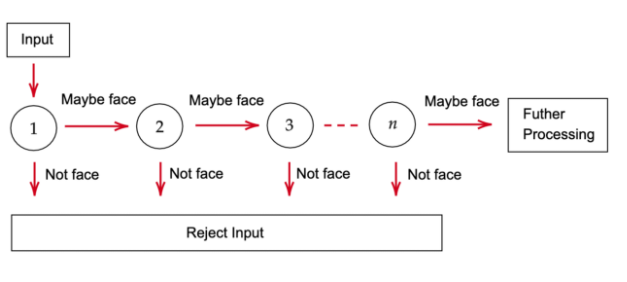 Input
Maybe face
Maybe face
Maybe face
1
2
3
n
Futher
Processing
Not face
Not face
Not face
Not face
Reject Input